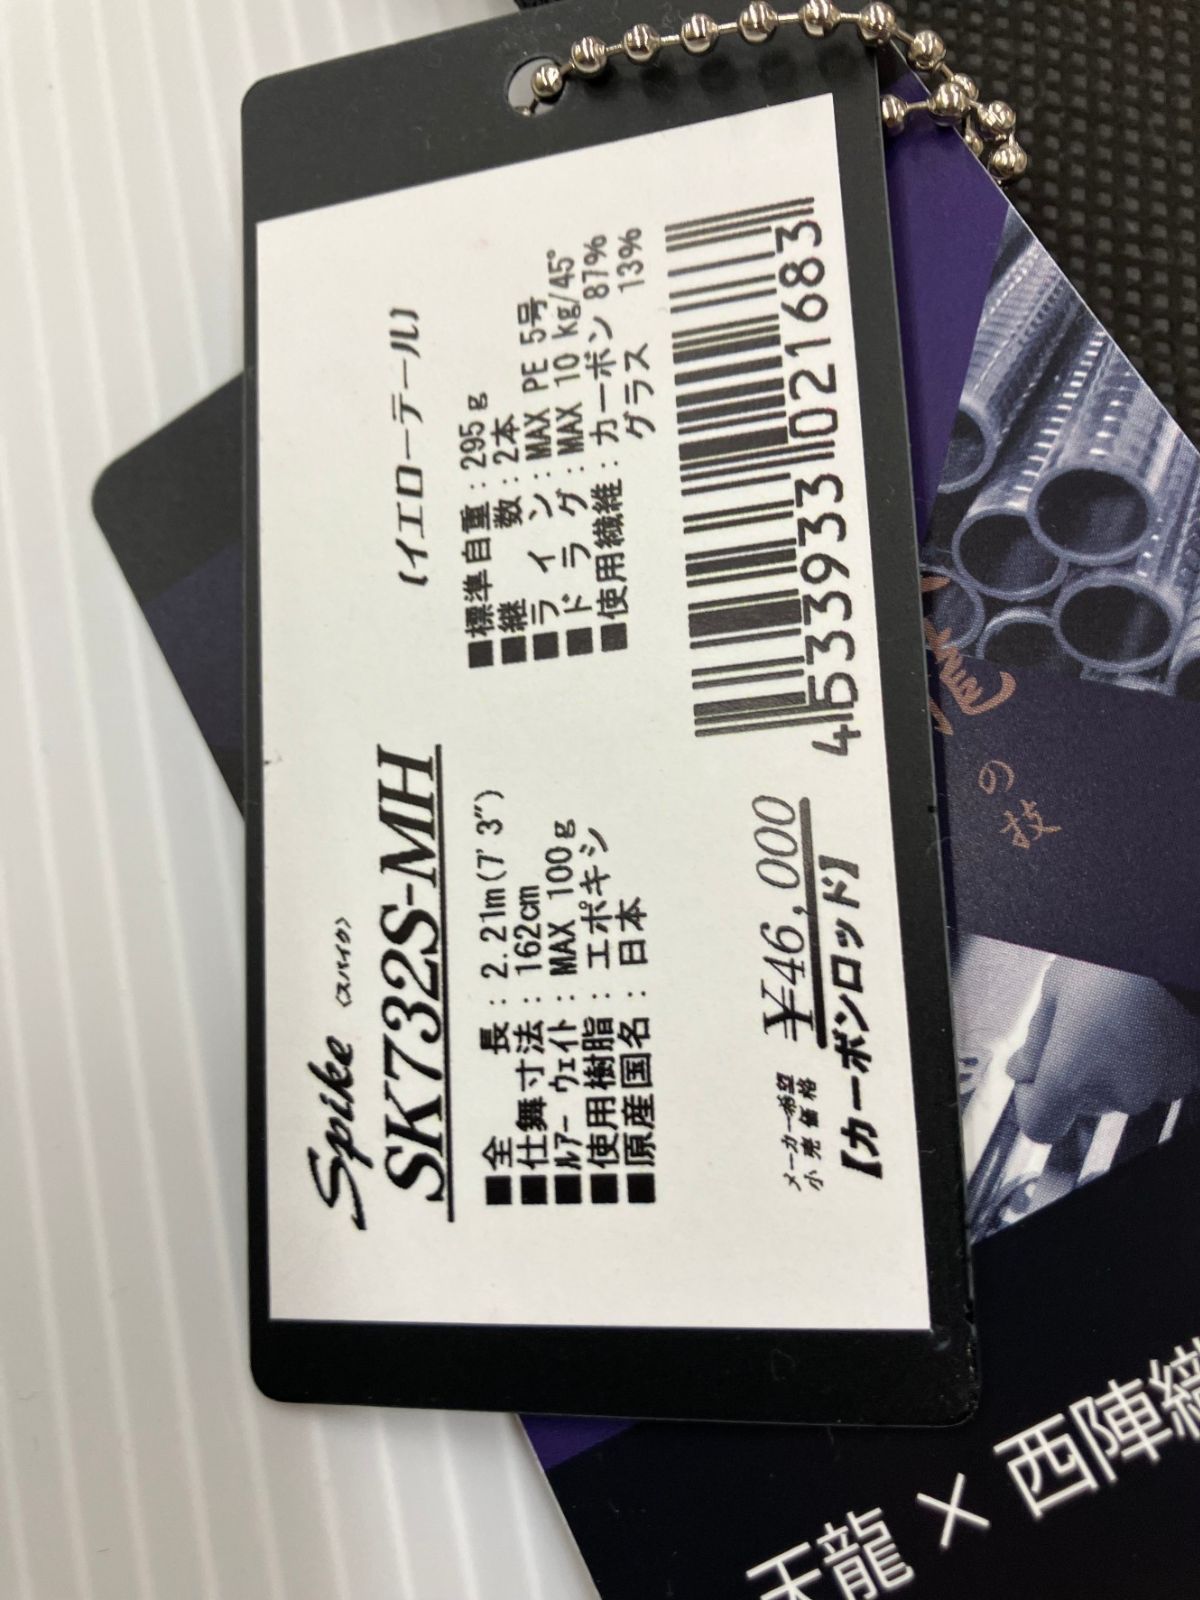 Spike 〈スパイク〉
SK732S-MH
〔イエローテール〕
■全長：2.21m(7'3")
■仕舞寸法：162cm
■ルアーウェイト：MAX 100g
■使用樹脂：エポキシ
■原産国名：日本
■標準自重：295g
■継数：2本
■ライン：MAX PE 5号
■ドラグ：MAX 10 kg/45°
■使用繊維：カーボン 87%
グラス 13%
メーカー希望
小売価格
¥46,000
【カーボンロッド】
4533933021683
の
技
天龍 × 西陣織